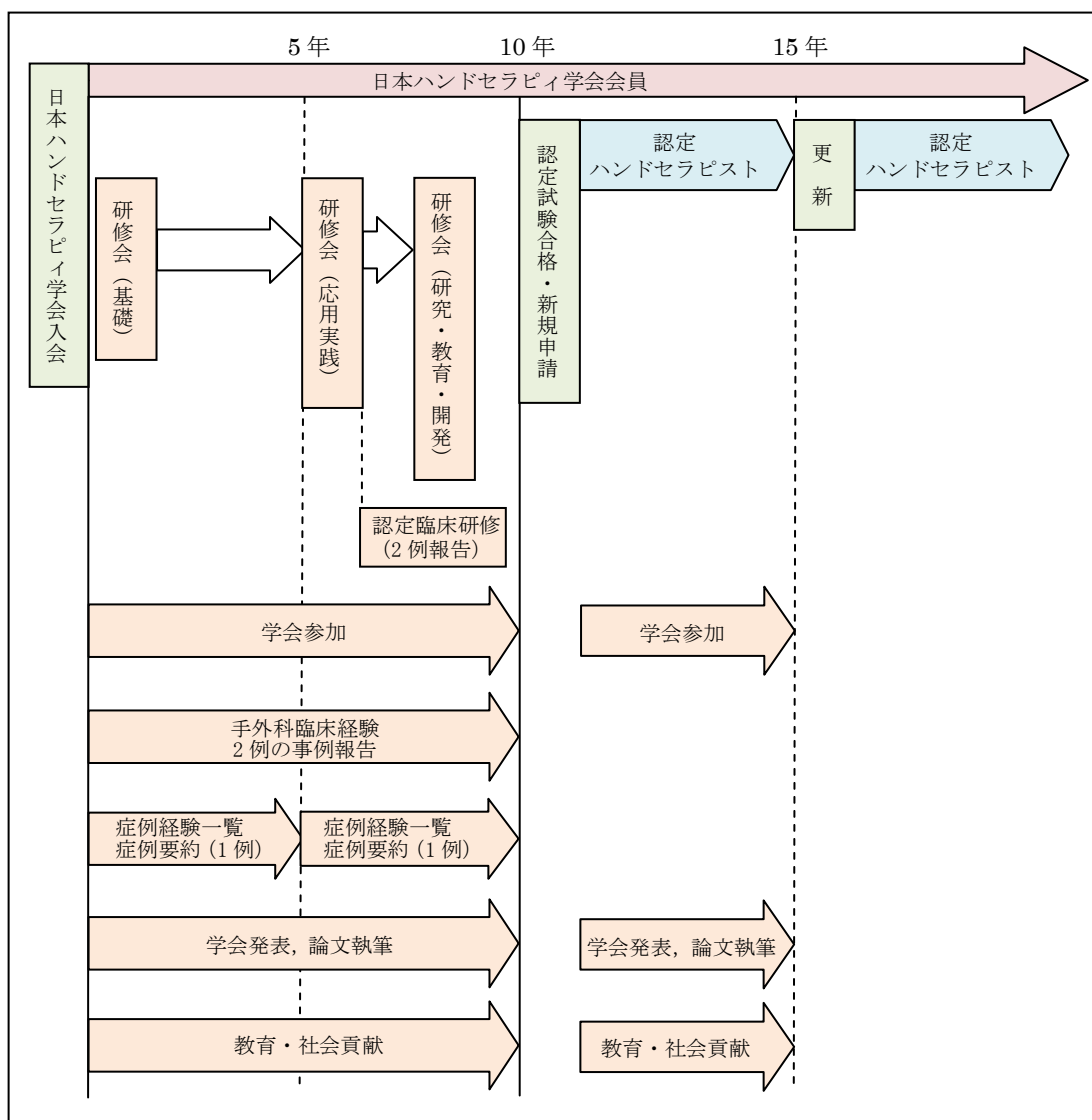 5年
10年
15年
日本ハンドセラピィ学会会員
日本ハンドセラピィ学会入会
研修会（基礎）
研修会（応用実践）
研修会（研究・教育・開発）
認定試験合格・新規申請
認定
ハンドセラピスト
更新
認定
ハンドセラピスト
認定臨床研修
（2例報告）
学会参加
学会参加
手外科臨床経験
2例の事例報告
症例経験一覧
症例要約（1例）
症例経験一覧
症例要約（1例）
学会発表，論文執筆
学会発表，論文執筆
教育・社会貢献
教育・社会貢献